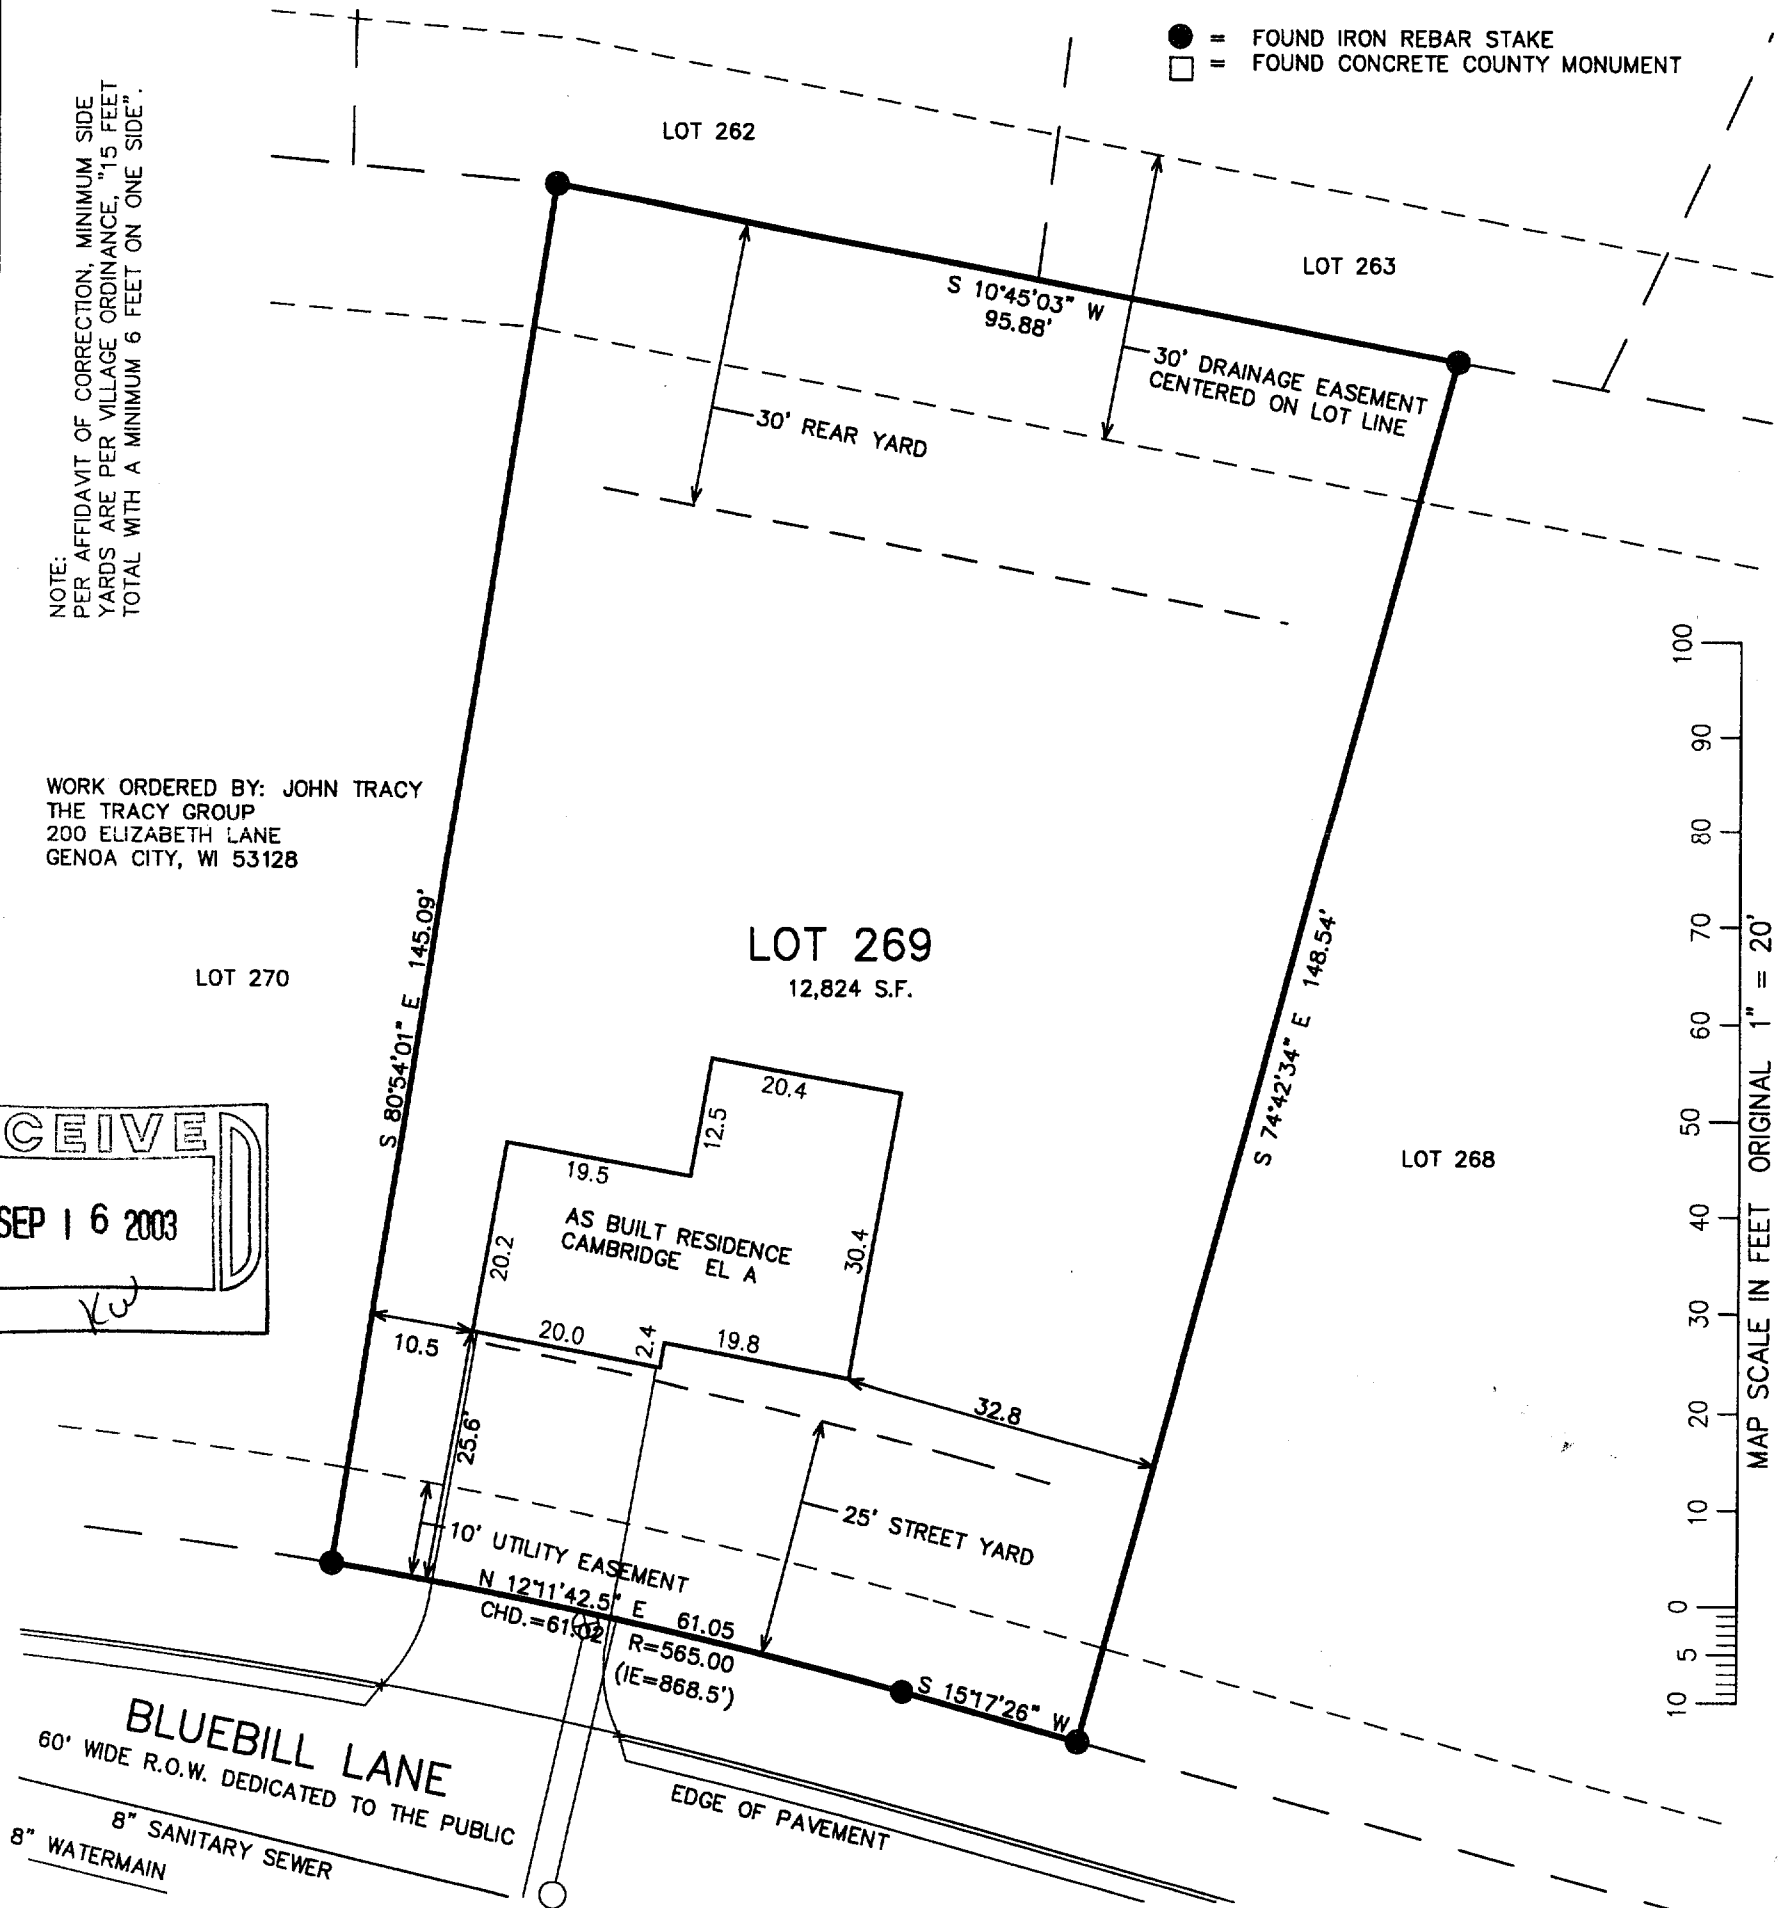 ● = FOUND IRON REBAR STAKE
□ = FOUND CONCRETE COUNTY MONUMENT
NOTE:
PER AFFIDAVIT OF CORRECTION, MINIMUM SIDE
YARDS ARE PER VILLAGE ORDINANCE, "15 FEET
TOTAL WITH A MINIMUM 6 FEET ON ONE SIDE".
LOT 262
LOT 263
S 10°45'03" W
95.88'
30' DRAINAGE EASEMENT
CENTERED ON LOT LINE
30' REAR YARD
WORK ORDERED BY: JOHN TRACY
THE TRACY GROUP
200 ELIZABETH LANE
GENOA CITY, WI 53128
LOT 270
S 80°54'01" E 145.09'
LOT 269
12,824 S.F.
S 74°42'34" E 148.54'
LOT 268
CEIVED
SEP 16 2003
KW
20.4
12.5
19.5
AS BUILT RESIDENCE
CAMBRIDGE EL A
20.2
30.4
10.5
20.0
2.4
19.8
32.8
25.6'
10' UTILITY EASEMENT
25' STREET YARD
N 12°11'42.5" E 61.05
CHD.=61.02
R=565.00
(IE=868.5')
S 15°17'26" W
BLUEBILL LANE
60' WIDE R.O.W. DEDICATED TO THE PUBLIC
8" SANITARY SEWER
8" WATERMAIN
EDGE OF PAVEMENT
100
90
80
70
60
50
40
30
20
10
0
5
10
MAP SCALE IN FEET ORIGINAL 1" = 20'